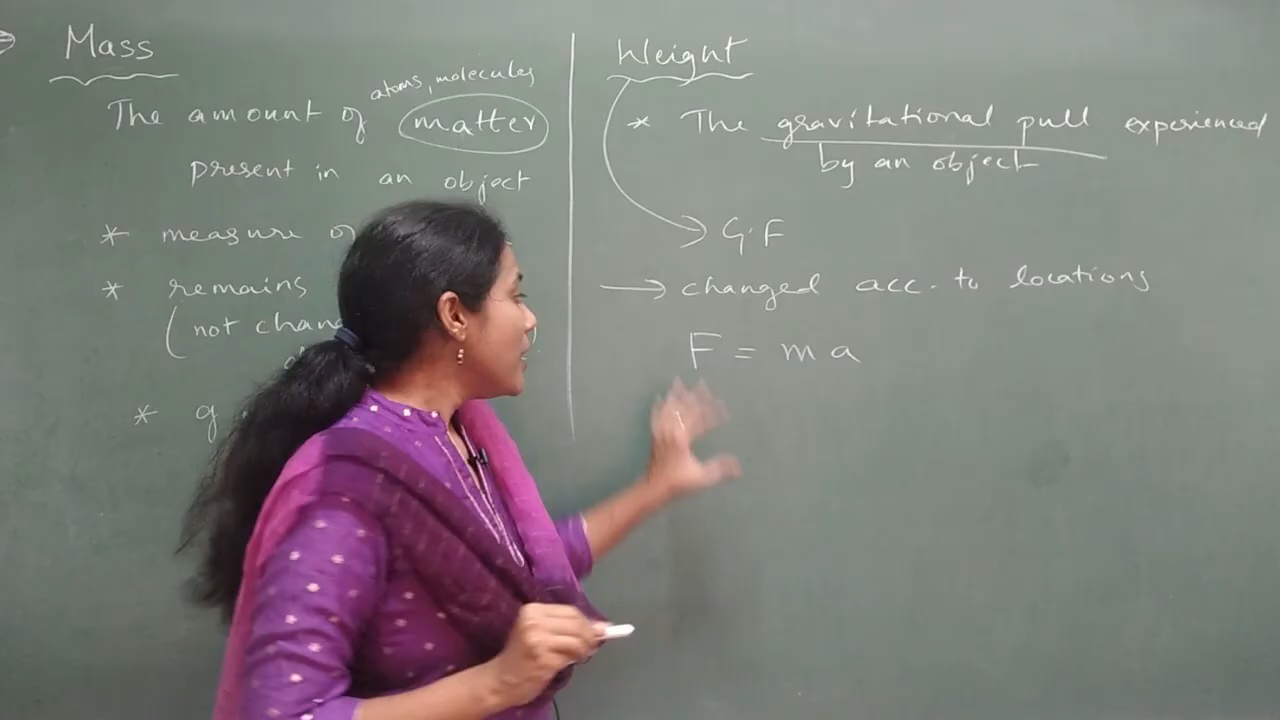 Mass
atoms, molecules
The amount of matter
present in an object
* measure
* remains
(not
*
Weight
* The gravitational pull experienced
by an object
G.F
→ changed acc. to locations
F = ma